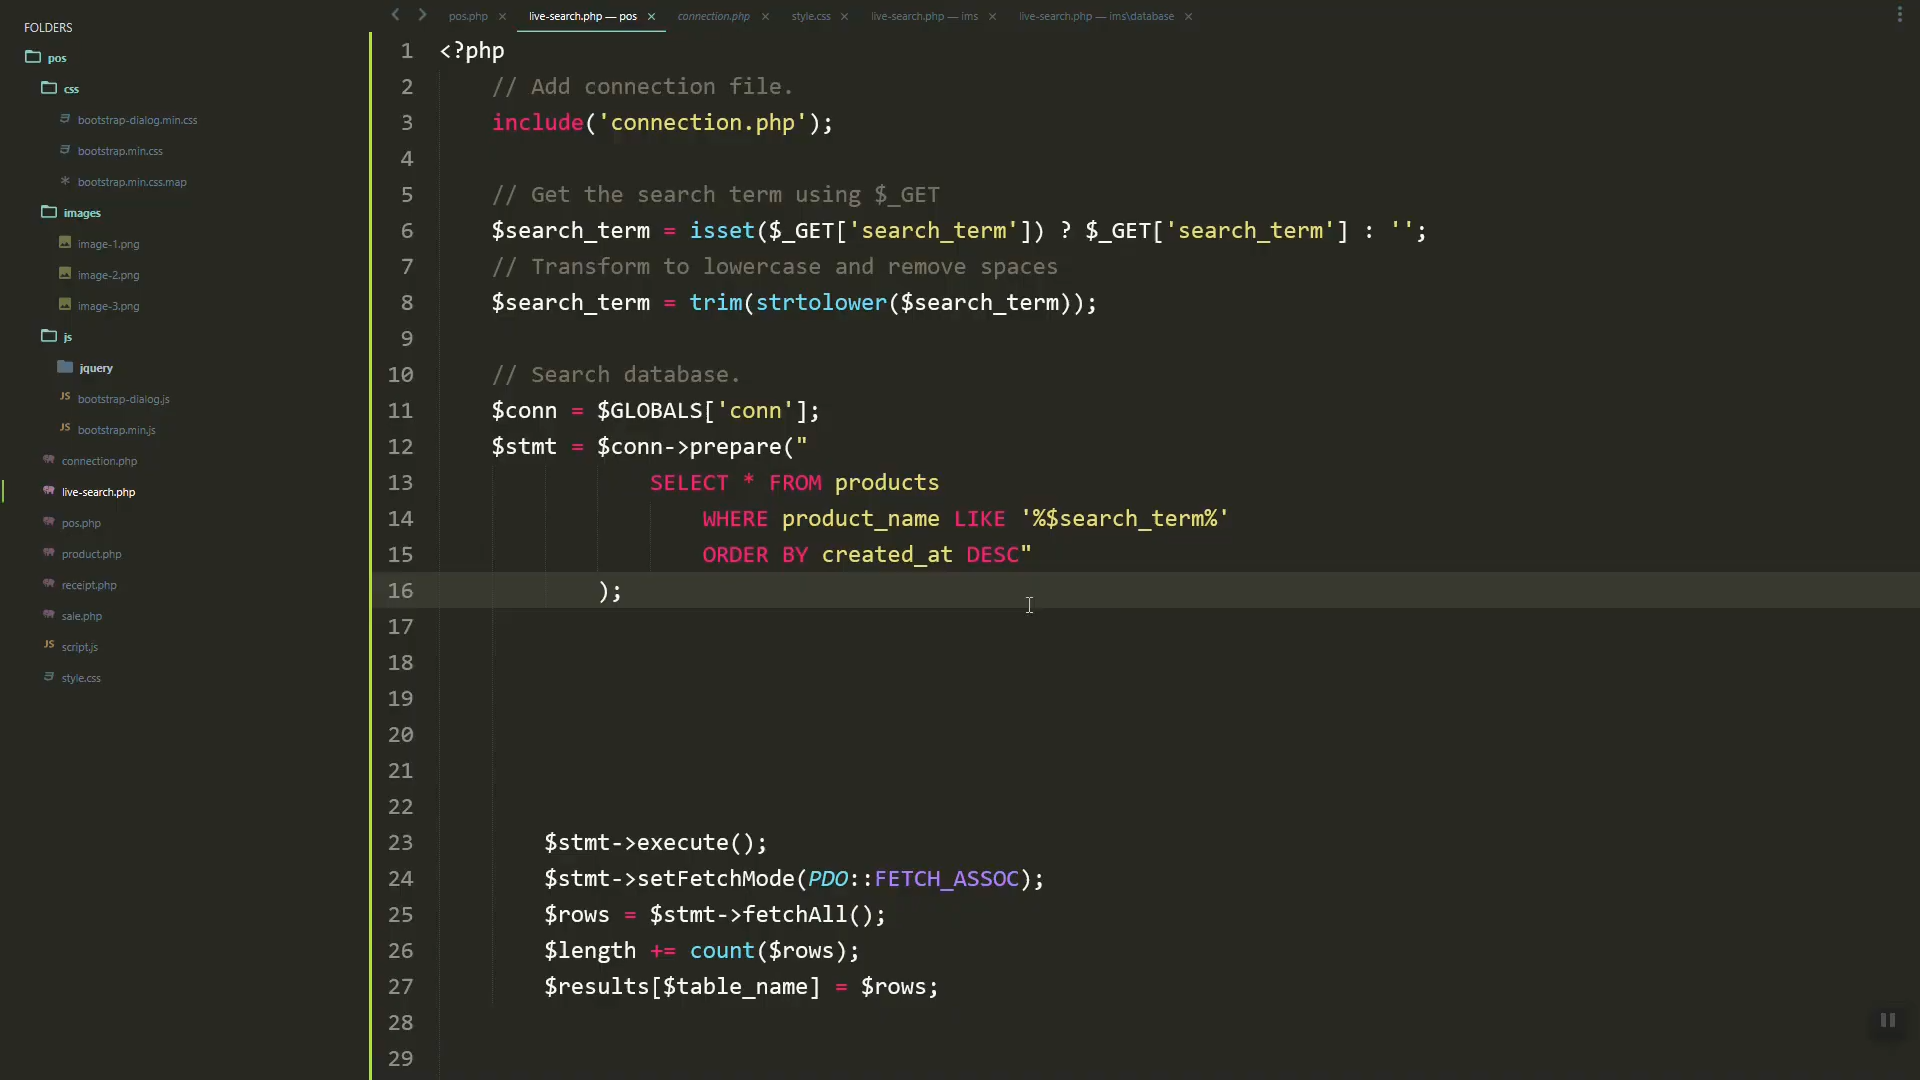 FOLDERS
pos
css
bootstrap-dialog.min.css
bootstrap.min.css
bootstrap.min.css.map
images
image-1.png
image-2.png
image-3.png
js
jquery
bootstrap-dialog.js
bootstrap.min.js
connection.php
live-search.php
pos.php
product.php
receipt.php
sale.php
script.js
style.css
pos.php × live-search.php — pos × connection.php × style.css × live-search.php — ims × live-search.php — ims\database ×
1 <?php
2 // Add connection file.
3 include('connection.php');
4
5 // Get the search term using $_GET
6 $search_term = isset($_GET['search_term']) ? $_GET['search_term'] : '';
7 // Transform to lowercase and remove spaces
8 $search_term = trim(strtolower($search_term));
9
10 // Search database.
11 $conn = $GLOBALS['conn'];
12 $stmt = $conn->prepare("
13 SELECT * FROM products
14 WHERE product_name LIKE '%$search_term%'
15 ORDER BY created_at DESC"
16 );
17
18
19
20
21
22
23 $stmt->execute();
24 $stmt->setFetchMode(PDO::FETCH_ASSOC);
25 $rows = $stmt->fetchAll();
26 $length += count($rows);
27 $results[$table_name] = $rows;
28
29